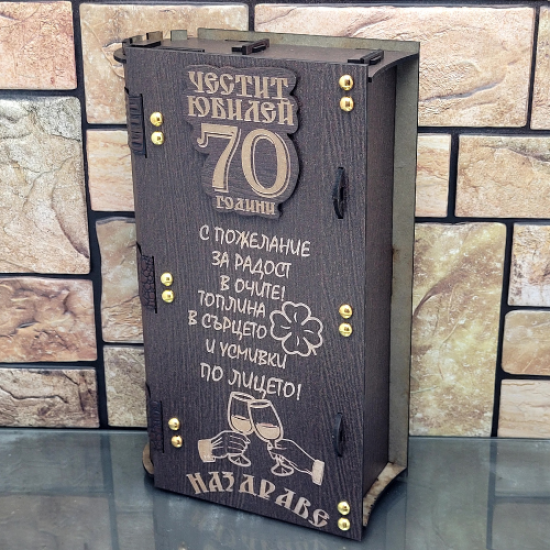 ЧЕСТИТ
ЮБИЛЕЙ
70
ГОДИНИ
С ПОЖЕЛАНИЕ
ЗА РАДОСТ
В ОЧИТЕ!
ТОПЛИНА
В СЪРЦЕТО
И УСМИВКИ
ПО ЛИЦЕТО!
НАЗДРАВЕ